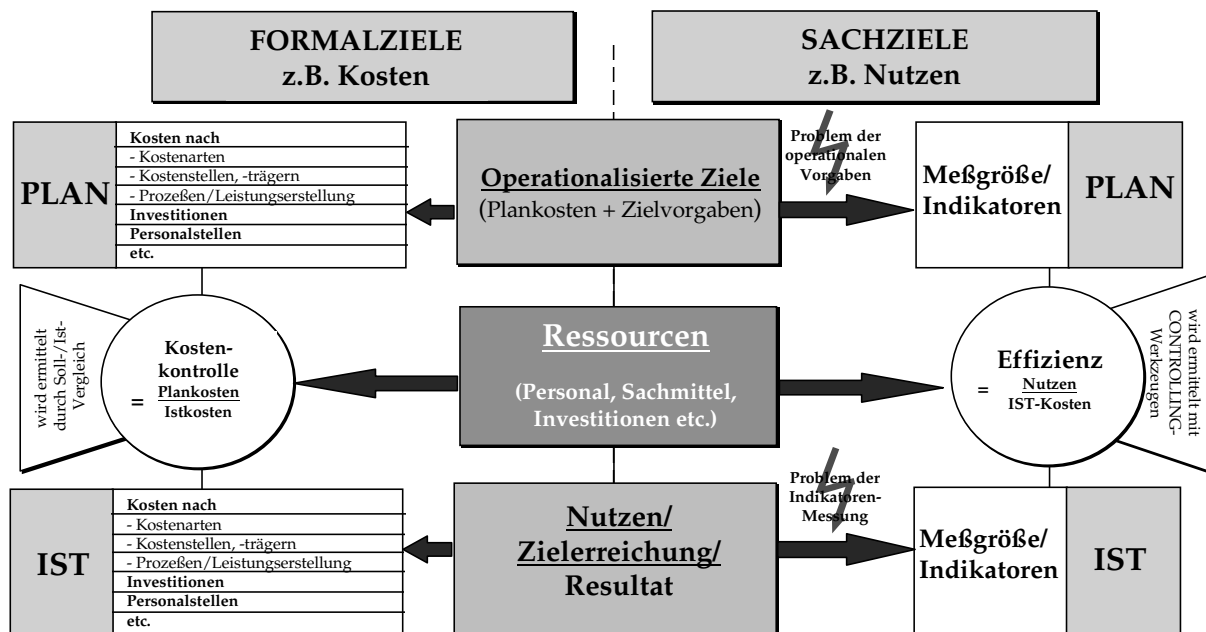 FORMALZIELE
z.B. Kosten
SACHZIELE
z.B. Nutzen
PLAN
Kosten nach
- Kostenarten
- Kostenstellen, -trägern
- Prozeßen/Leistungserstellung
Investitionen
Personalstellen
etc.
Operationalisierte Ziele
(Plankosten + Zielvorgaben)
Problem der
operationalen
Vorgaben
Meßgröße/
Indikatoren
PLAN
wird ermittelt
durch Soll-/Ist-
Vergleich
Kosten-
kontrolle
= Plankosten
Istkosten
Ressourcen
(Personal, Sachmittel,
Investitionen etc.)
Effizienz
= Nutzen
IST-Kosten
wird ermittelt mit
CONTROLLING-
Werkzeugen
IST
Kosten nach
- Kostenarten
- Kostenstellen, -trägern
- Prozeßen/Leistungserstellung
Investitionen
Personalstellen
etc.
Nutzen/
Zielerreichung/
Resultat
Problem der
Indikatoren-
Messung
Meßgröße/
Indikatoren
IST